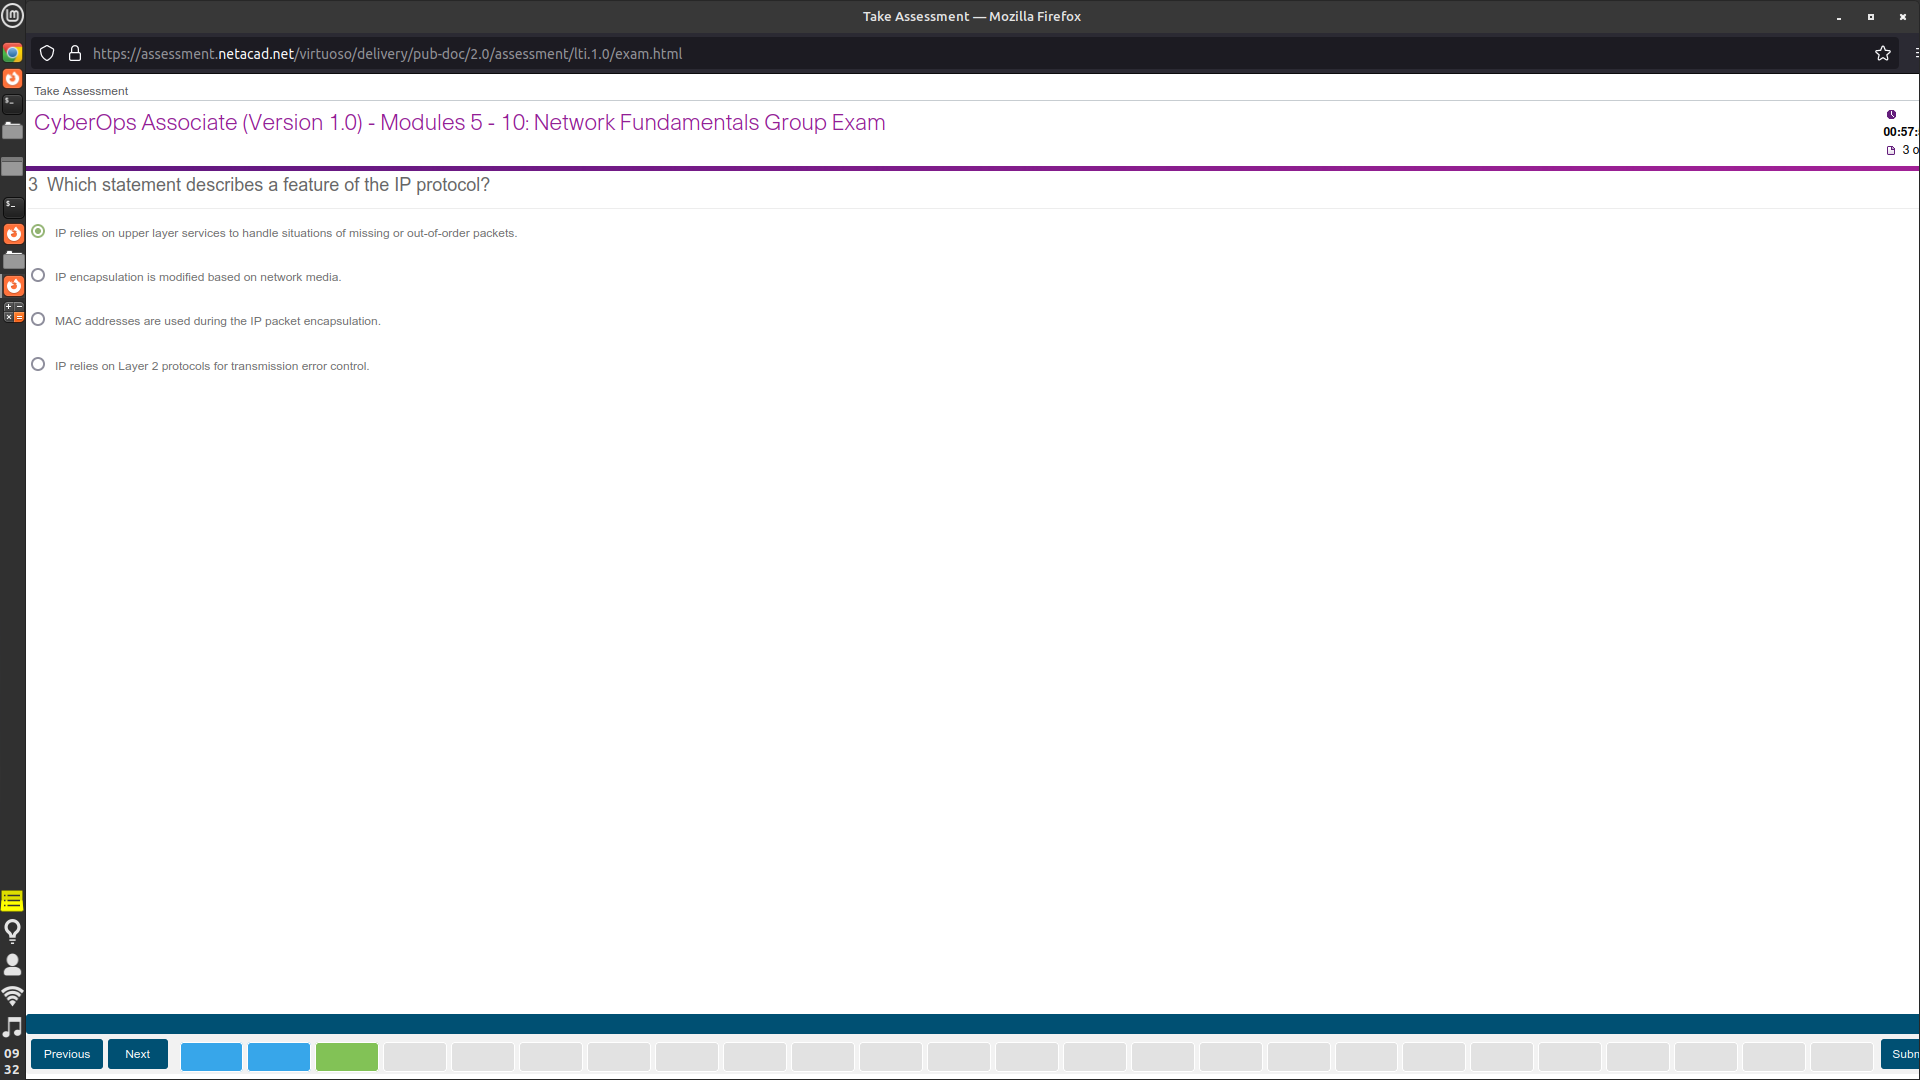 Take Assessment — Mozilla Firefox
https://assessment.netacad.net/virtuoso/delivery/pub-doc/2.0/assessment/lti.1.0/exam.html
Take Assessment
CyberOps Associate (Version 1.0) - Modules 5 - 10: Network Fundamentals Group Exam
00:57:
3 o
3 Which statement describes a feature of the IP protocol?
IP relies on upper layer services to handle situations of missing or out-of-order packets.
IP encapsulation is modified based on network media.
MAC addresses are used during the IP packet encapsulation.
IP relies on Layer 2 protocols for transmission error control.
Previous
Next
Subm
09
32